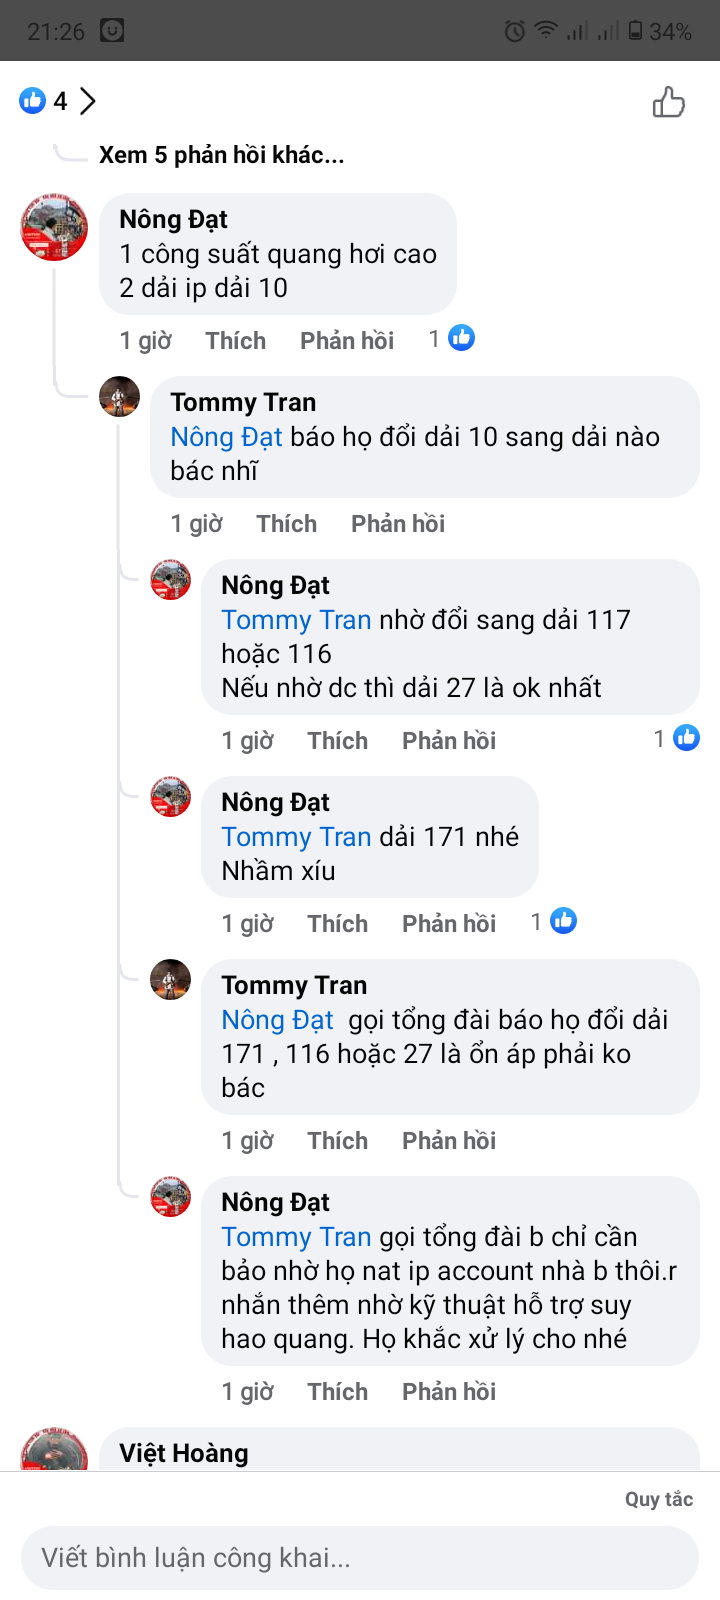 21:26
34%
4
Xem 5 phản hồi khác...
Nông Đạt
1 công suất quang hơi cao
2 dải ip dải 10
1 giờ Thích Phản hồi 1
Tommy Tran
Nông Đạt báo họ đổi dải 10 sang dải nào
bác nhĩ
1 giờ Thích Phản hồi
Nông Đạt
Tommy Tran nhờ đổi sang dải 117
hoặc 116
Nếu nhờ dc thì dải 27 là ok nhất
1 giờ Thích Phản hồi 1
Nông Đạt
Tommy Tran dải 171 nhé
Nhầm xíu
1 giờ Thích Phản hồi 1
Tommy Tran
Nông Đạt gọi tổng đài báo họ đổi dải
171 , 116 hoặc 27 là ổn áp phải ko
bác
1 giờ Thích Phản hồi
Nông Đạt
Tommy Tran gọi tổng đài b chỉ cần
bảo nhờ họ nat ip account nhà b thôi.r
nhắn thêm nhờ kỹ thuật hỗ trợ suy
hao quang. Họ khắc xử lý cho nhé
1 giờ Thích Phản hồi
Việt Hoàng
Quy tắc
Viết bình luận công khai...